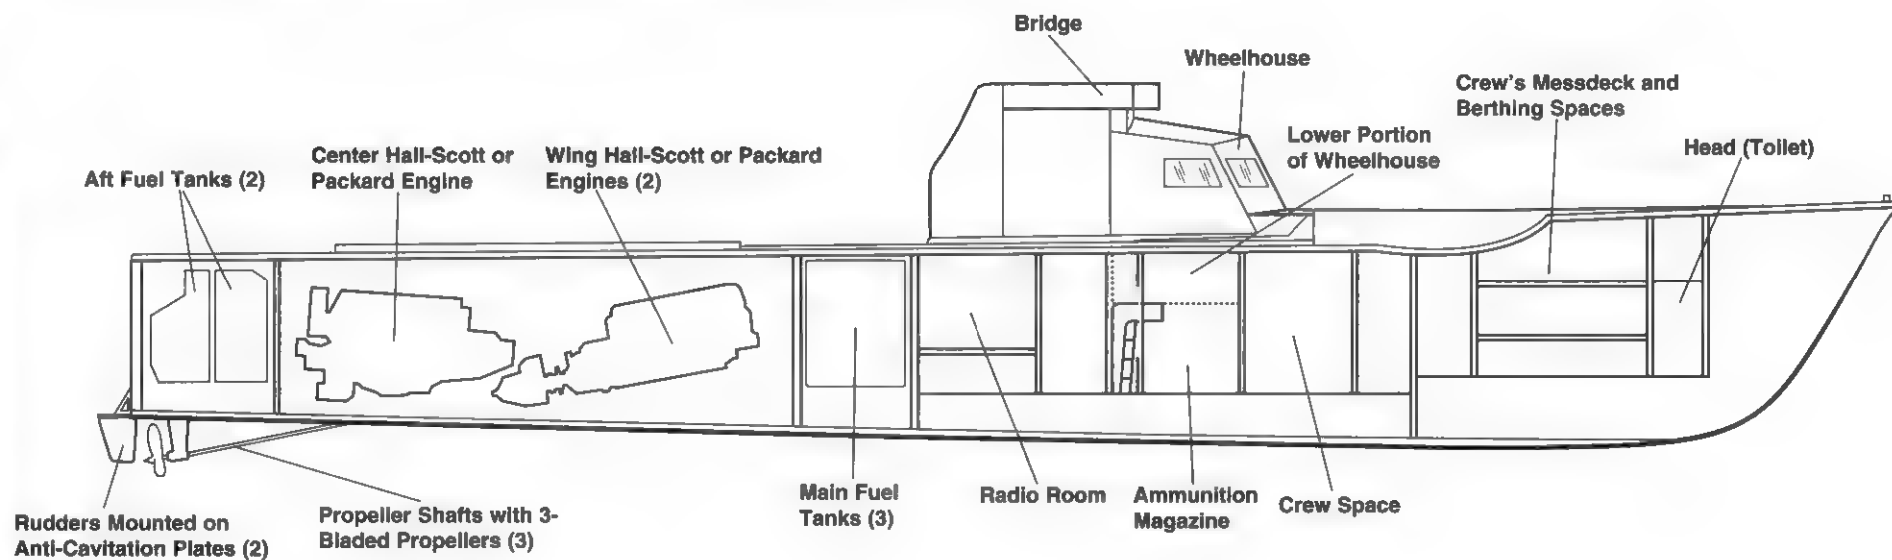 Bridge
Wheelhouse
Crew's Messdeck and
Berthing Spaces
Lower Portion
of Wheelhouse
Head (Toilet)
Center Hall-Scott or
Packard Engine
Wing Hall-Scott or Packard
Engines (2)
Aft Fuel Tanks (2)
Main Fuel
Tanks (3)
Radio Room
Ammunition
Magazine
Crew Space
Rudders Mounted on
Anti-Cavitation Plates (2)
Propeller Shafts with 3-
Bladed Propellers (3)